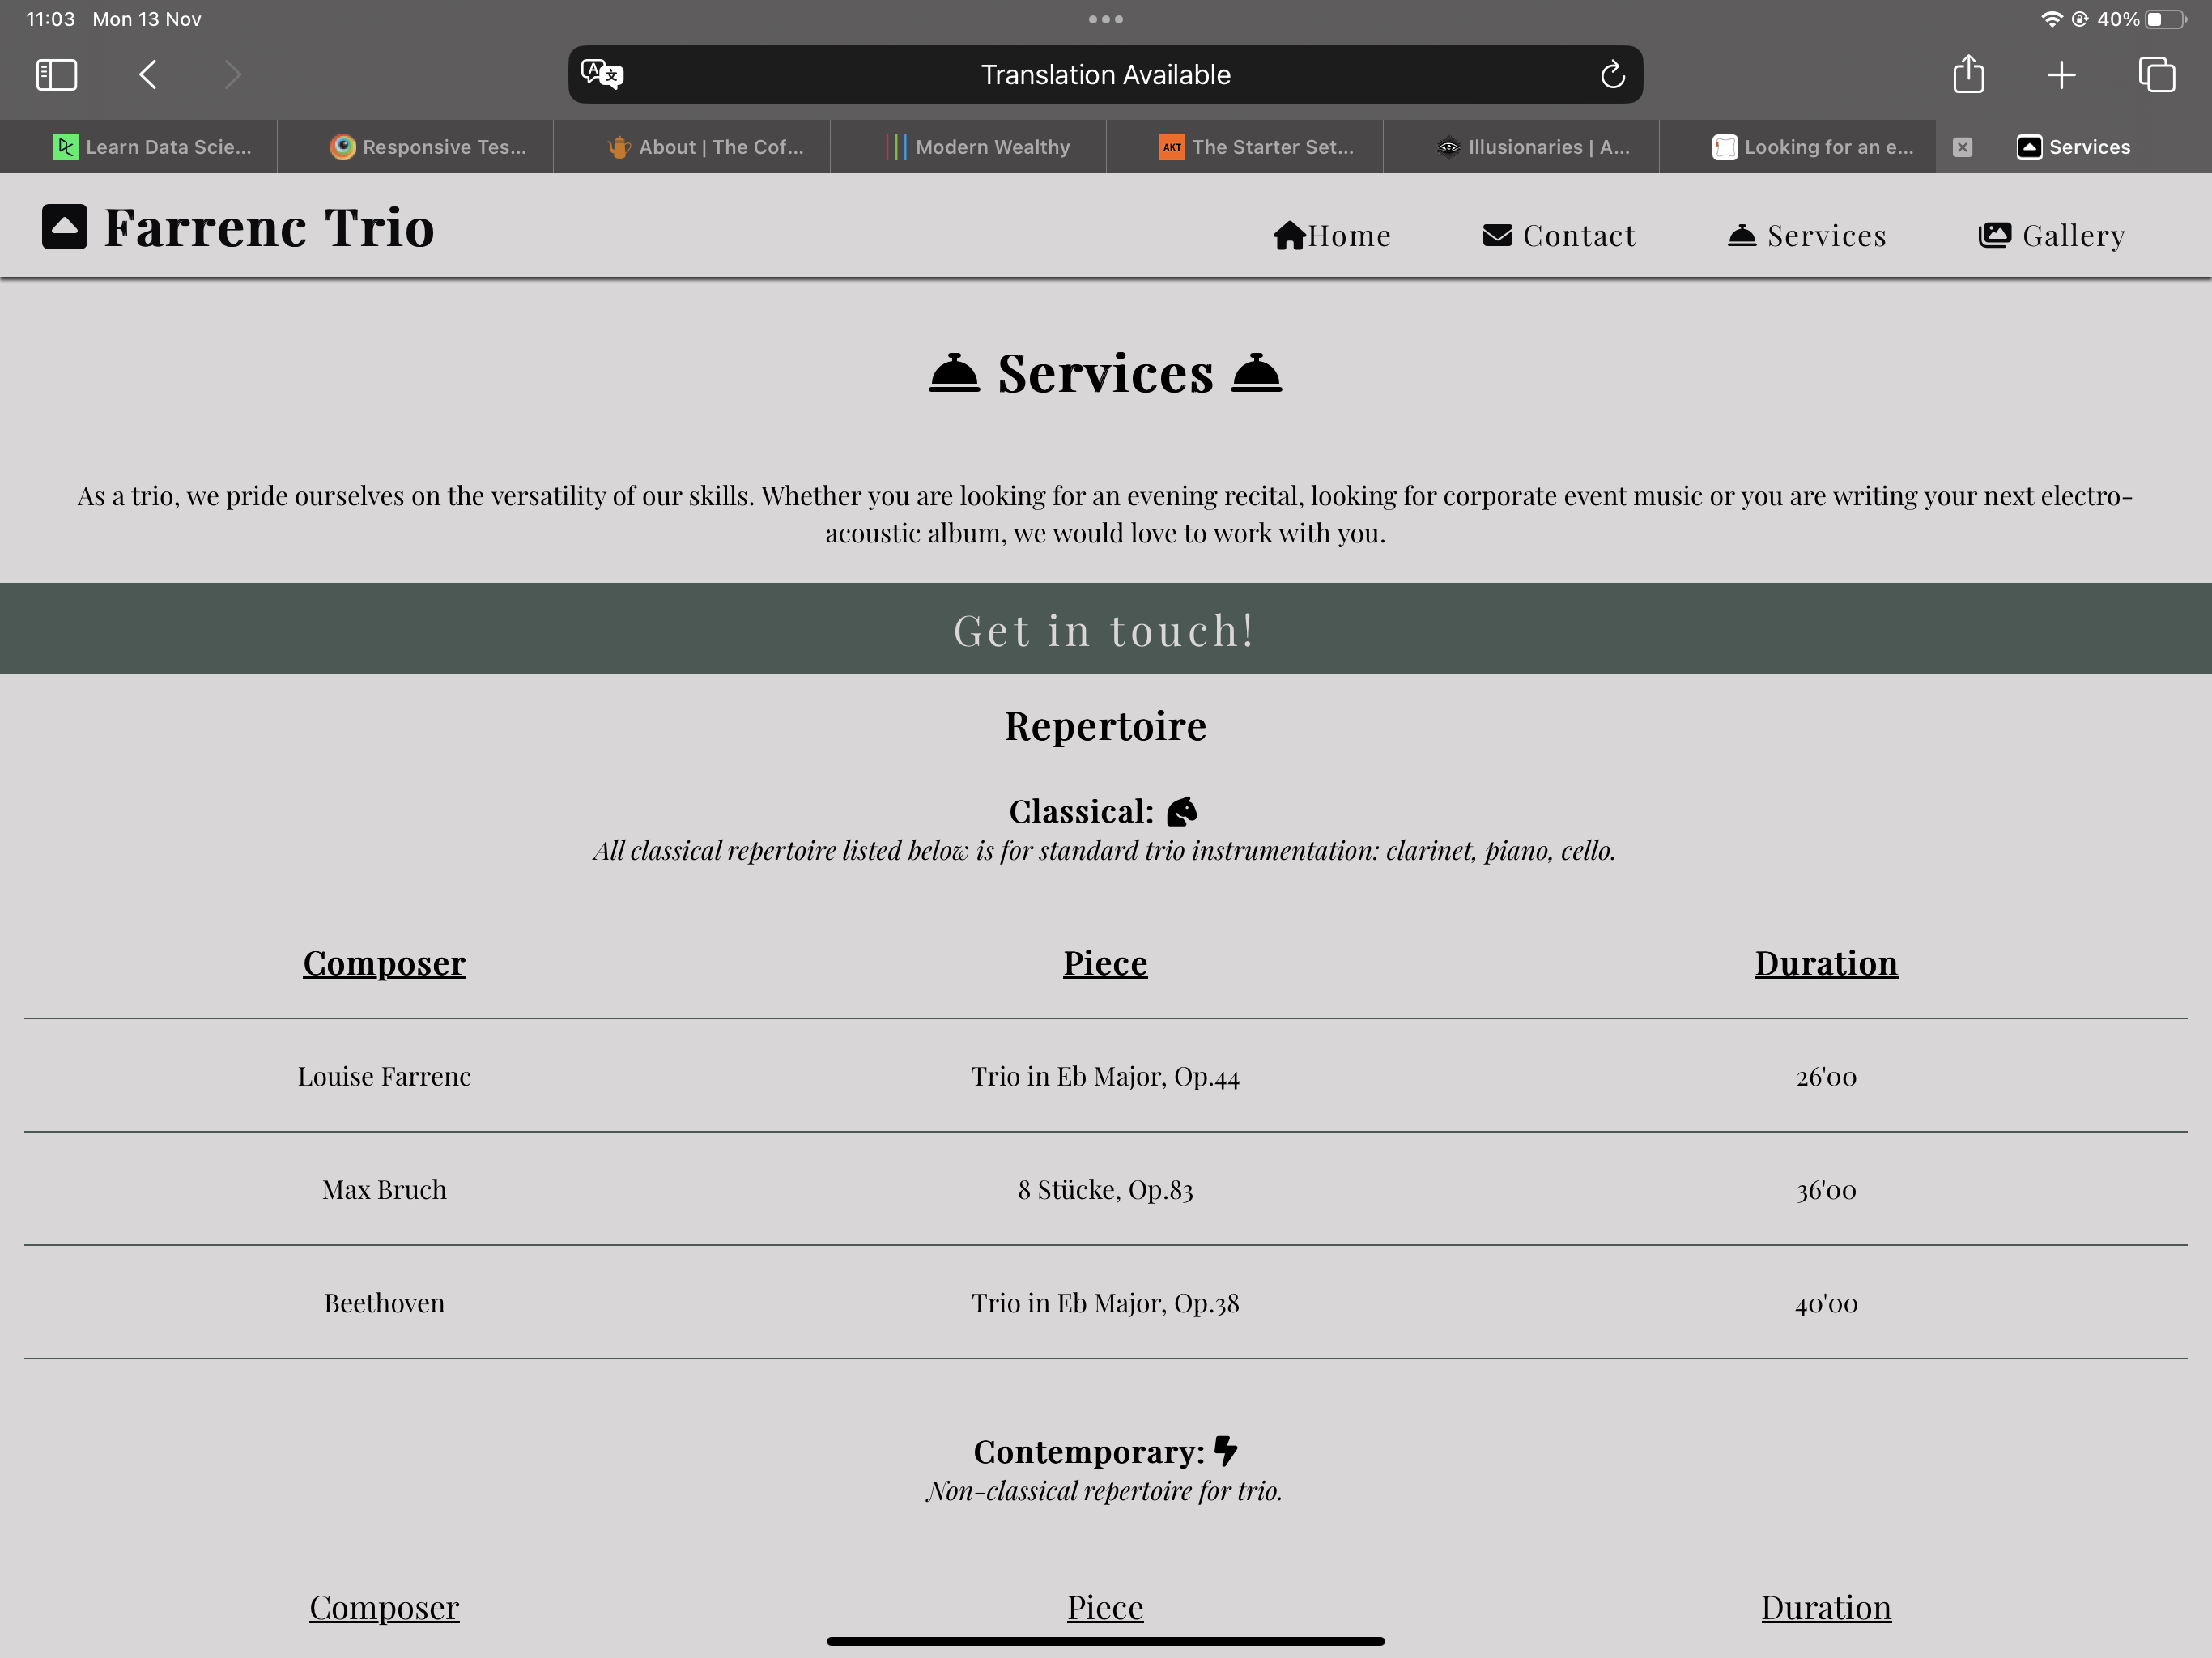 11:03 Mon 13 Nov
40%
Translation Available
Learn Data Scie...
Responsive Tes...
About | The Cof...
Modern Wealthy
AKT The Starter Set...
Illusionaries | A...
Looking for an e...
Services
Farrenc Trio
Home
Contact
Services
Gallery
Services
As a trio, we pride ourselves on the versatility of our skills. Whether you are looking for an evening recital, looking for corporate event music or you are writing your next electro-
acoustic album, we would love to work with you.
Get in touch!
Repertoire
Classical:
All classical repertoire listed below is for standard trio instrumentation: clarinet, piano, cello.
Composer Piece Duration
Louise Farrenc Trio in Eb Major, Op.44 26'00
Max Bruch 8 Stücke, Op.83 36'00
Beethoven Trio in Eb Major, Op.38 40'00
Contemporary:
Non-classical repertoire for trio.
Composer Piece Duration